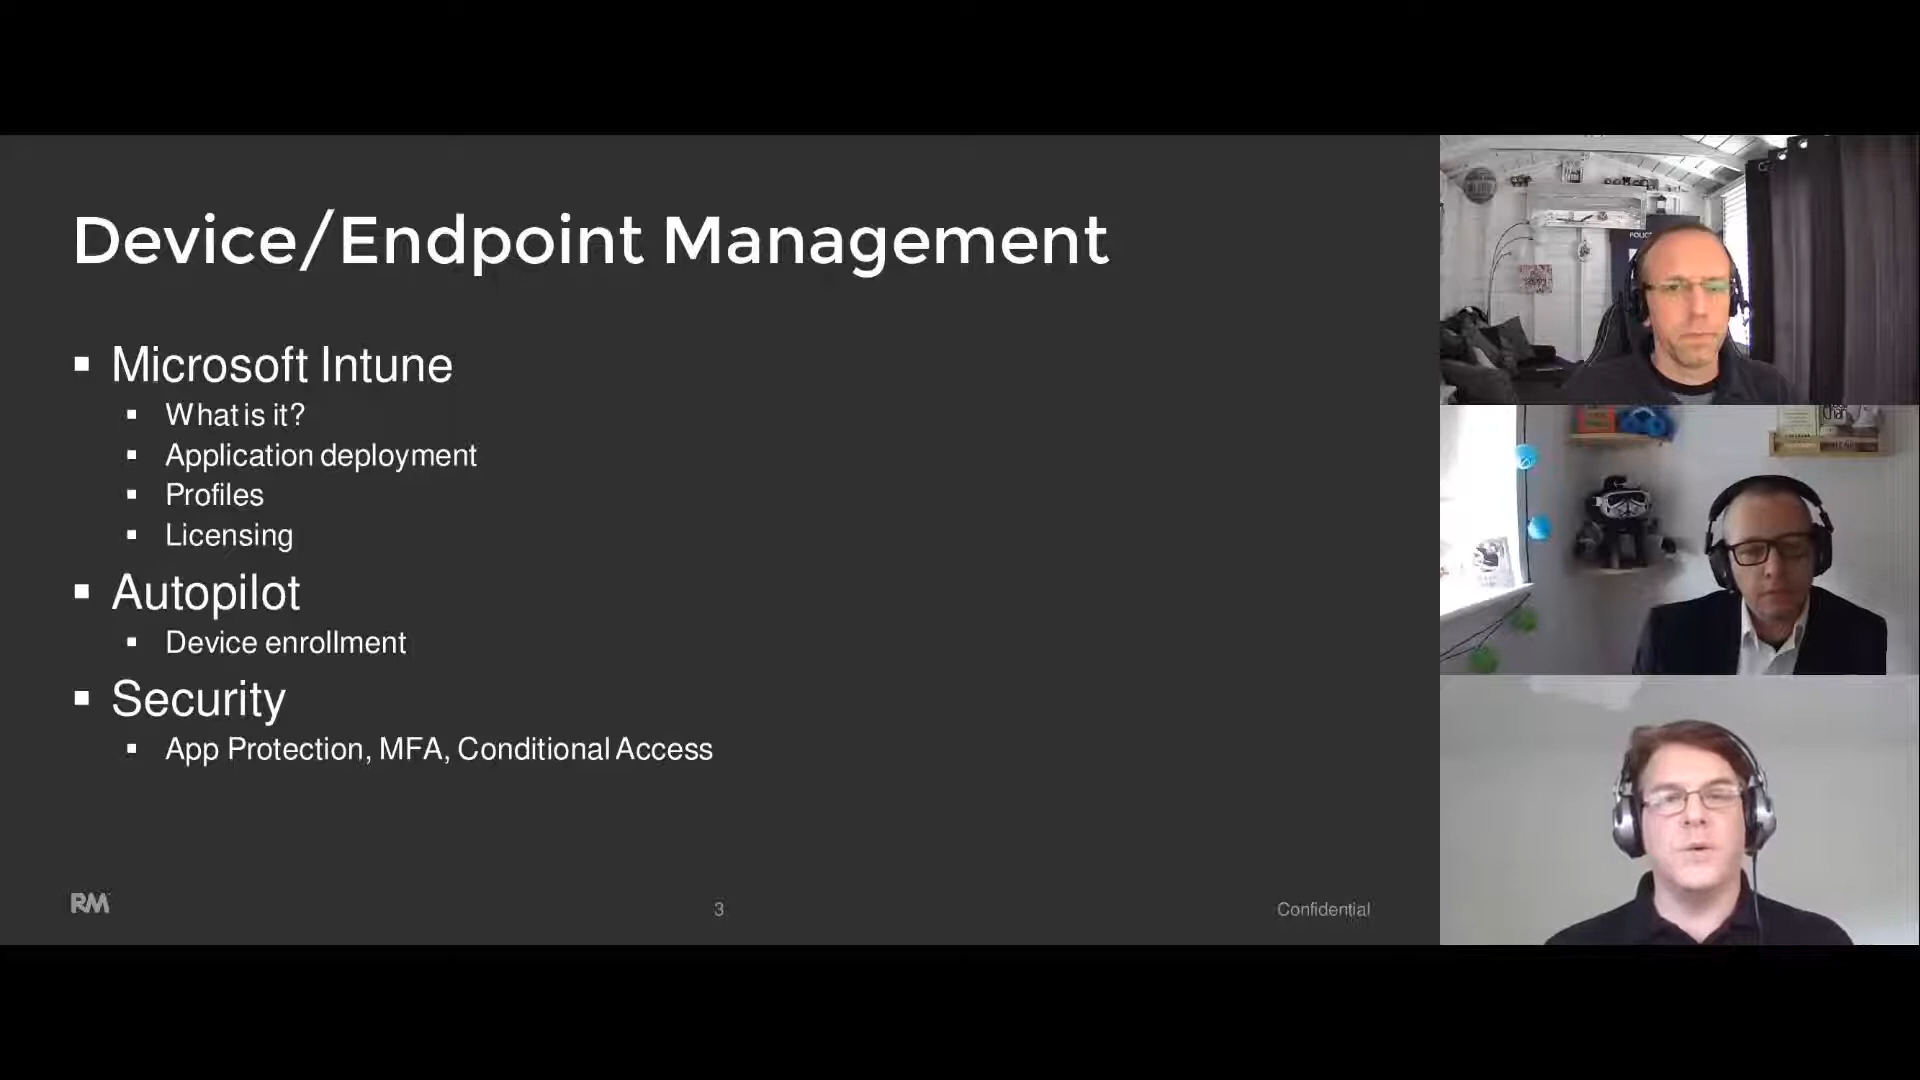 Device/Endpoint Management
▪ Microsoft Intune
▪ What is it?
▪ Application deployment
▪ Profiles
▪ Licensing
▪ Autopilot
▪ Device enrollment
▪ Security
▪ App Protection, MFA, Conditional Access
RM
3
Confidential